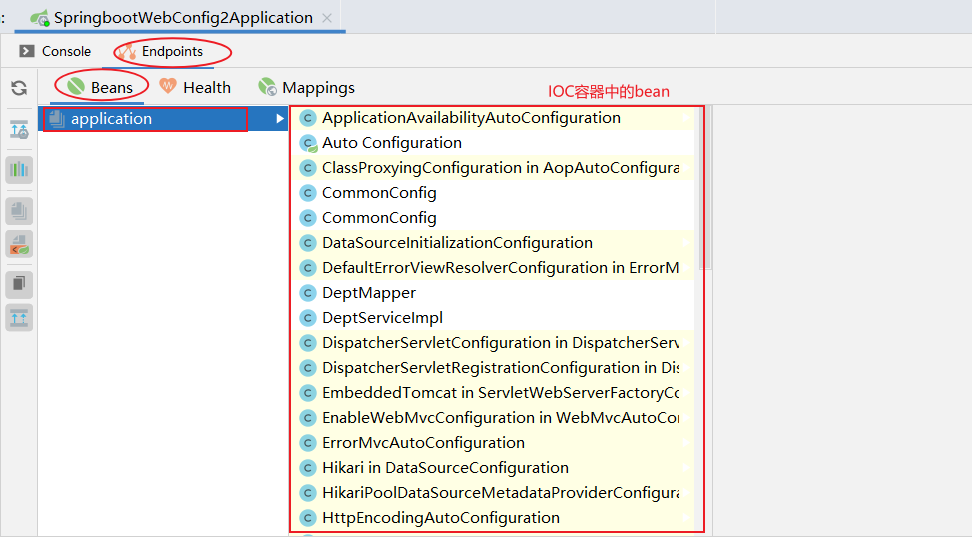 : SpringbootWebConfig2Application
Console Endpoints
Beans Health Mappings
IOC容器中的bean
application
ApplicationAvailabilityAutoConfiguration
Auto Configuration
ClassProxyingConfiguration in AopAutoConfigura
CommonConfig
CommonConfig
DataSourceInitializationConfiguration
DefaultErrorViewResolverConfiguration in ErrorM
DeptMapper
DeptServiceImpl
DispatcherServletConfiguration in DispatcherServ
DispatcherServletRegistrationConfiguration in Dis
EmbeddedTomcat in ServletWebServerFactoryCo
EnableWebMvcConfiguration in WebMvcAutoCon
ErrorMvcAutoConfiguration
Hikari in DataSourceConfiguration
HikariPoolDataSourceMetadataProviderConfigura
HttpEncodingAutoConfiguration